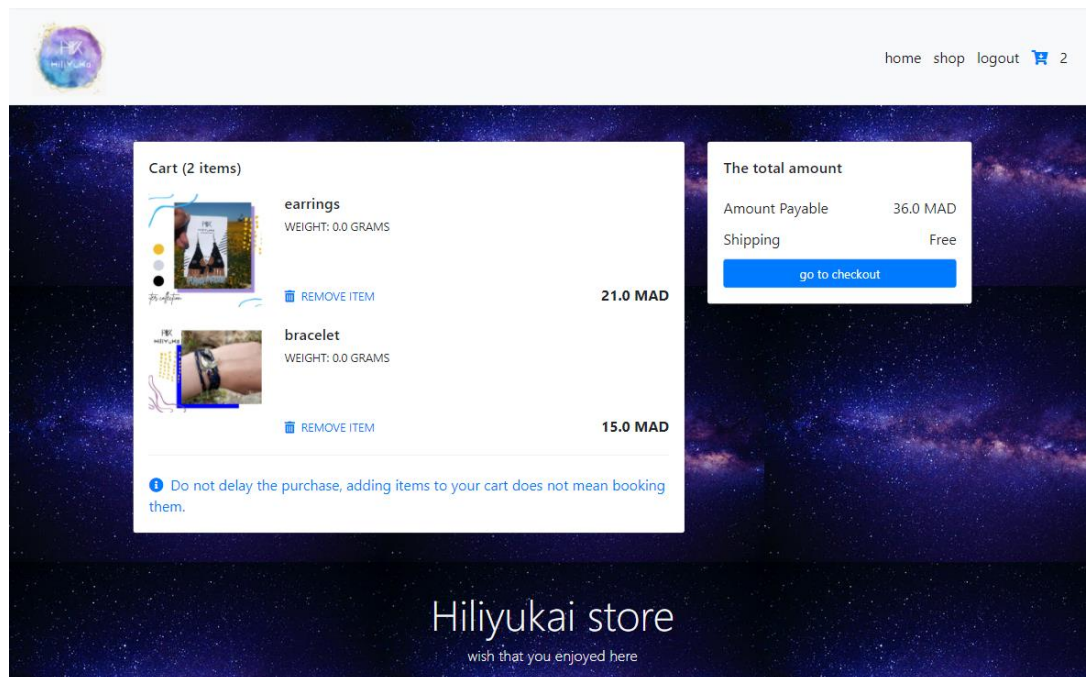 HK
HiliYuKa
home shop logout 2
Cart (2 items)
earrings
WEIGHT: 0.0 GRAMS
REMOVE ITEM 21.0 MAD
bracelet
WEIGHT: 0.0 GRAMS
REMOVE ITEM 15.0 MAD
Do not delay the purchase, adding items to your cart does not mean booking
them.
The total amount
Amount Payable 36.0 MAD
Shipping Free
go to checkout
Hiliyukai store
wish that you enjoyed here